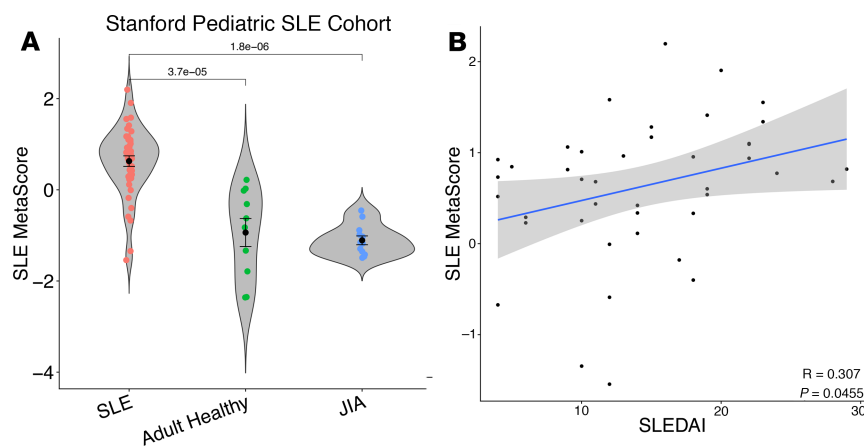 Stanford Pediatric SLE Cohort
A
1.8e−06
3.7e−05
2
0
−2
−4
SLE MetaScore
SLE
Adult Healthy
JIA
B
2
1
0
−1
SLE MetaScore
R = 0.307
P = 0.0455
10
20
30
SLEDAI